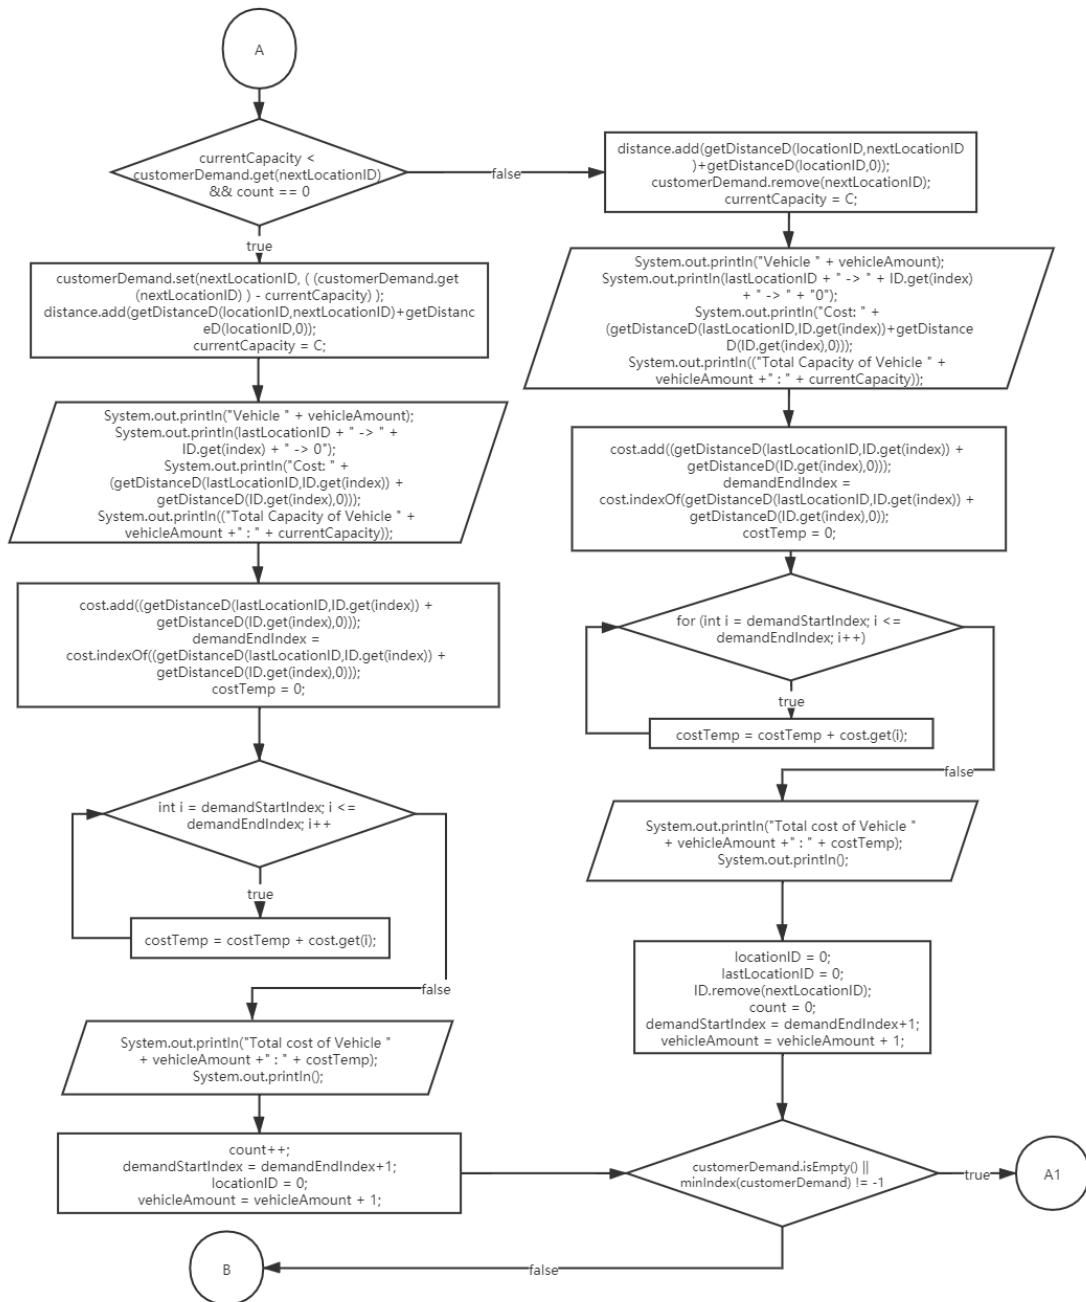 A
currentCapacity <
customerDemand.get(nextLocationID)
&& count == 0
false
true
distance.add(getDistanceD(locationID,nextLocationID
)+getDistanceD(locationID,0));
customerDemand.remove(nextLocationID);
currentCapacity = C;
customerDemand.set(nextLocationID, ( (customerDemand.get
(nextLocationID) ) - currentCapacity) );
distance.add(getDistanceD(locationID,nextLocationID)+getDistanc
eD(locationID,0));
currentCapacity = C;
System.out.println("Vehicle " + vehicleAmount);
System.out.println(lastLocationID + " -> " + ID.get(index)
+ " -> " + "0");
System.out.println("Cost: " +
(getDistanceD(lastLocationID,ID.get(index))+getDistance
D(ID.get(index),0)));
System.out.println(("Total Capacity of Vehicle " +
vehicleAmount +" : " + currentCapacity));
System.out.println("Vehicle " + vehicleAmount);
System.out.println(lastLocationID + " -> " +
ID.get(index) + " -> 0");
System.out.println("Cost: " +
(getDistanceD(lastLocationID,ID.get(index)) +
getDistanceD(ID.get(index),0)));
System.out.println(("Total Capacity of Vehicle " +
vehicleAmount +" : " + currentCapacity));
cost.add((getDistanceD(lastLocationID,ID.get(index)) +
getDistanceD(ID.get(index),0)));
demandEndIndex =
cost.indexOf(getDistanceD(lastLocationID,ID.get(index)) +
getDistanceD(ID.get(index),0));
costTemp = 0;
cost.add((getDistanceD(lastLocationID,ID.get(index)) +
getDistanceD(ID.get(index),0)));
demandEndIndex =
cost.indexOf((getDistanceD(lastLocationID,ID.get(index)) +
getDistanceD(ID.get(index),0)));
costTemp = 0;
for (int i = demandStartIndex; i <=
demandEndIndex; i++)
true
costTemp = costTemp + cost.get(i);
false
int i = demandStartIndex; i <=
demandEndIndex; i++
true
costTemp = costTemp + cost.get(i);
false
System.out.println("Total cost of Vehicle "
+ vehicleAmount +" : " + costTemp);
System.out.println();
locationID = 0;
lastLocationID = 0;
ID.remove(nextLocationID);
count = 0;
demandStartIndex = demandEndIndex+1;
vehicleAmount = vehicleAmount + 1;
System.out.println("Total cost of Vehicle "
+ vehicleAmount +" : " + costTemp);
System.out.println();
count++;
demandStartIndex = demandEndIndex+1;
locationID = 0;
vehicleAmount = vehicleAmount + 1;
customerDemand.isEmpty() ||
minIndex(customerDemand) != -1
true
A1
false
B